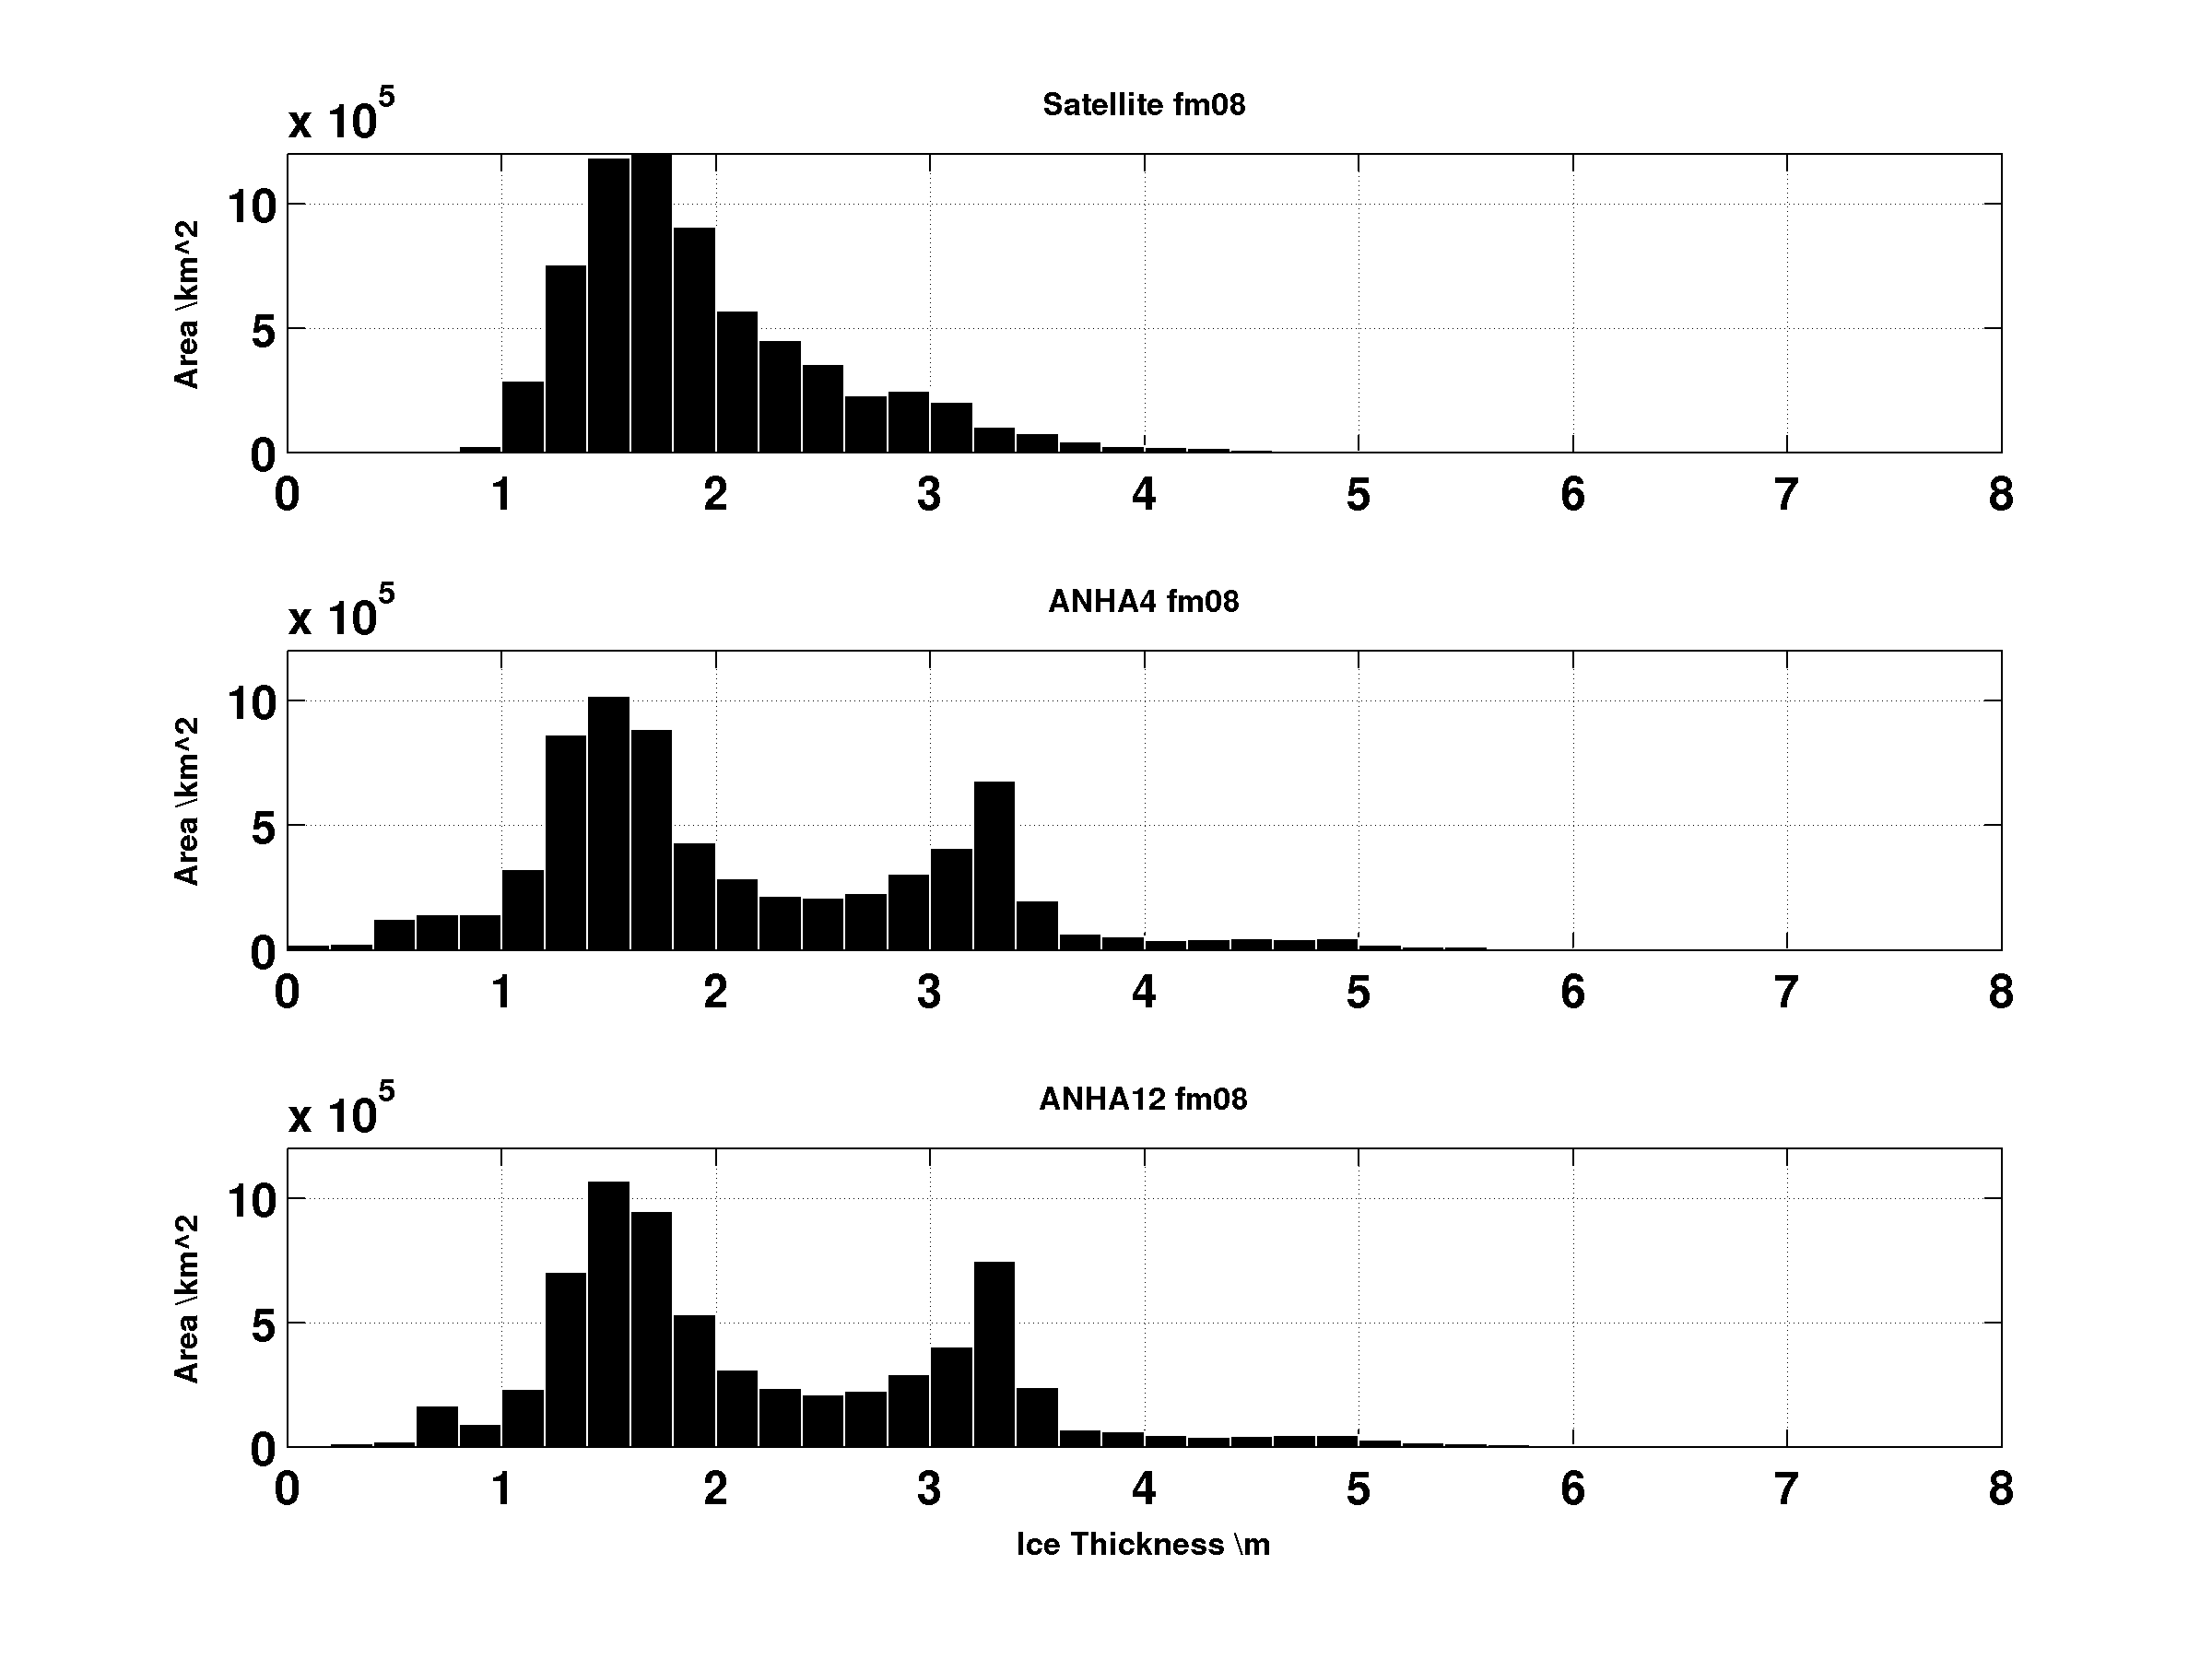 Satellite fm08
x 10^5
Area \km^2
10
5
0
0 1 2 3 4 5 6 7 8
ANHA4 fm08
x 10^5
Area \km^2
10
5
0
0 1 2 3 4 5 6 7 8
ANHA12 fm08
x 10^5
Area \km^2
10
5
0
0 1 2 3 4 5 6 7 8
Ice Thickness \m